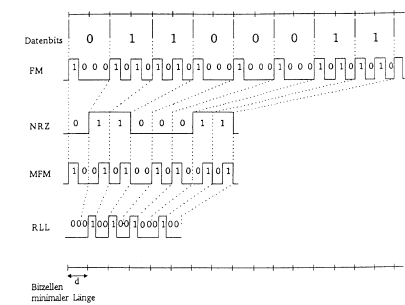 Datenbits 0 1 1 0 0 0 1 1
FM 1 0 0 0 1 0 1 0 1 0 1 0 1 0 0 0 1 0 0 0 1 0 0 0 1 0 1 0 1 0 1 0
NRZ 0 1 1 0 0 0 1 1
MFM 1 0 0 1 0 1 0 0 1 0 1 0 0 1 0 1
RLL 0 0 0 1 0 0 1 0 0 1 0 0 0 1 0 0
d
Bitzellen
minimaler Länge